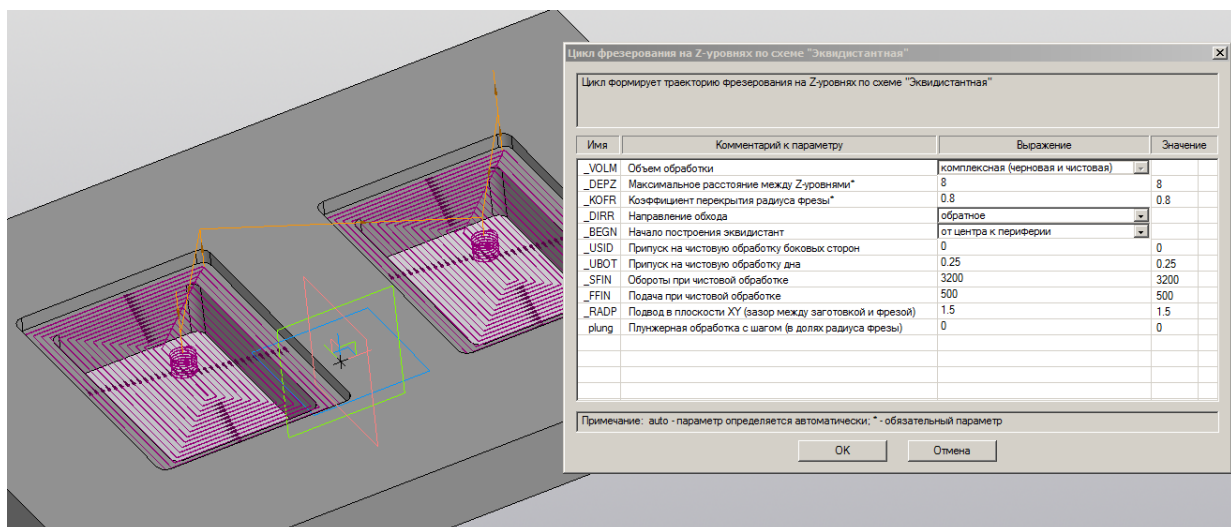 Цикл фрезерования на Z-уровнях по схеме "Эквидистантная"
Цикл формирует траекторию фрезерования на Z-уровнях по схеме "Эквидистантная"
Имя Комментарий к параметру Выражение Значение
_VOLM Объем обработки комплексная (черновая и чистовая)
_DEPZ Максимальное расстояние между Z-уровнями* 8 8
_KOFR Коэффициент перекрытия радиуса фрезы* 0.8 0.8
_DIRR Направление обхода обратное
_BEGN Начало построения эквидистант от центра к периферии
_USID Припуск на чистовую обработку боковых сторон 0 0
_UBOT Припуск на чистовую обработку дна 0.25 0.25
_SFIN Обороты при чистовой обработке 3200 3200
_FFIN Подача при чистовой обработке 500 500
_RADP Подвод в плоскости XY (зазор между заготовкой и фрезой) 1.5 1.5
plung Плунжерная обработка с шагом (в долях радиуса фрезы) 0 0
Примечание: auto - параметр определяется автоматически; * - обязательный параметр
OK Отмена